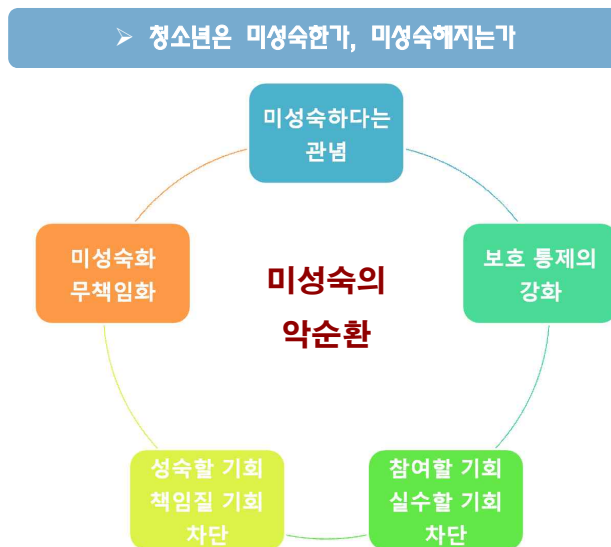 ➢ 청소년은 미성숙한가, 미성숙해지는가
미성숙하다는
관념
보호 통제의
강화
참여할 기회
실수할 기회
차단
성숙할 기회
책임질 기회
차단
미성숙화
무책임화
미성숙의
악순환